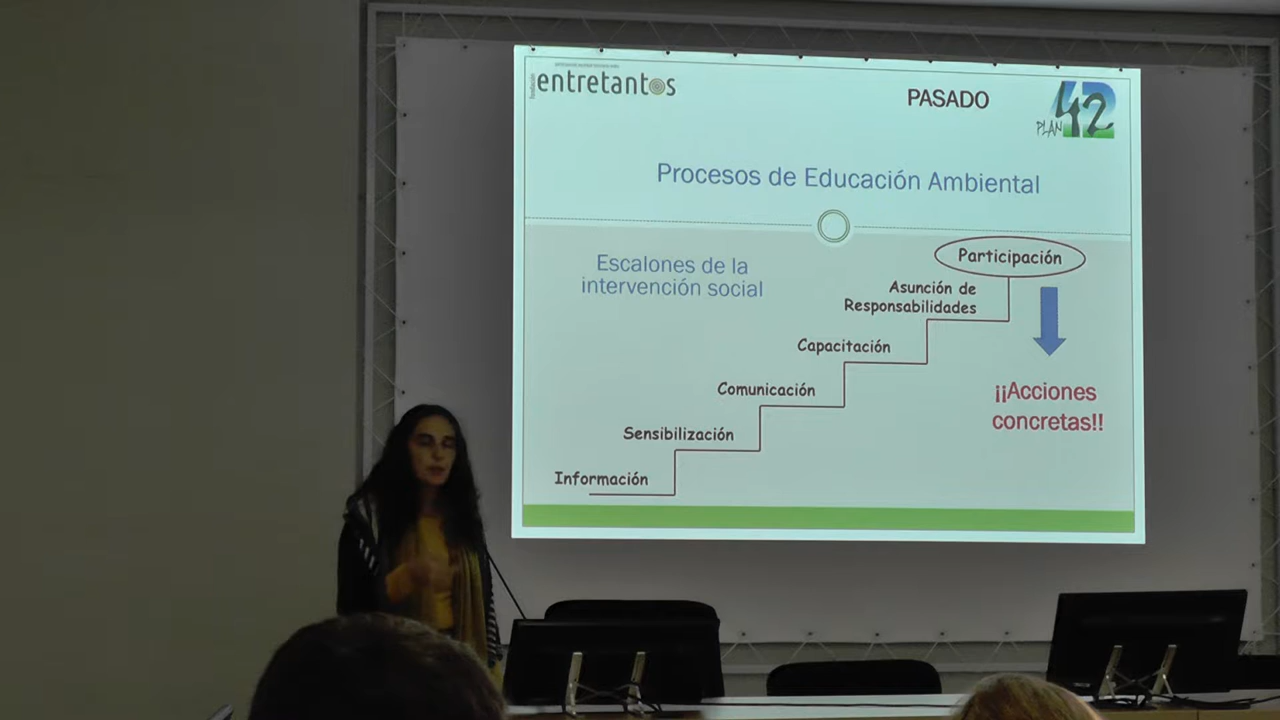 fundación
entretantos
PASADO
PLAN
42
Procesos de Educación Ambiental
Escalones de la
intervención social
Participación
Asunción de
Responsabilidades
Capacitación
Comunicación
Sensibilización
Información
¡¡Acciones
concretas!!